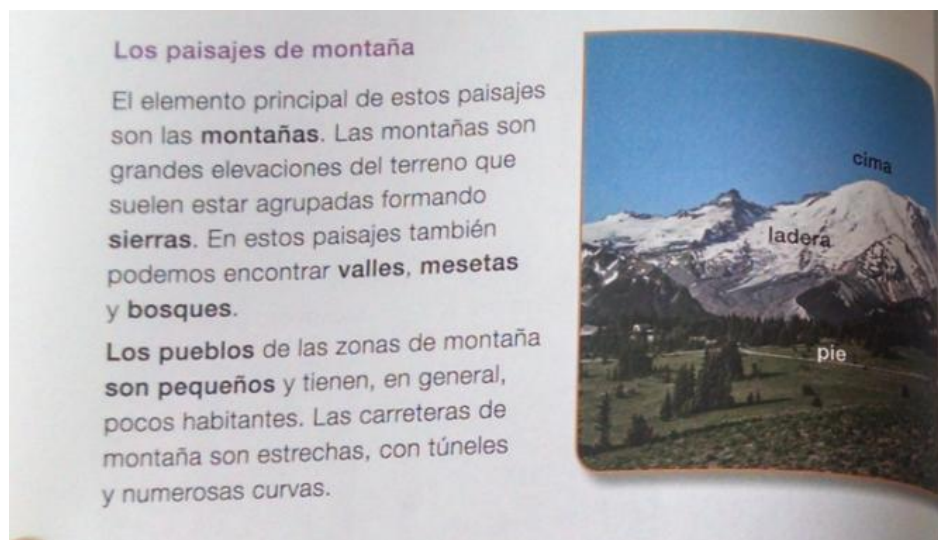 Los paisajes de montaña
El elemento principal de estos paisajes
son las montañas. Las montañas son
grandes elevaciones del terreno que
suelen estar agrupadas formando
sierras. En estos paisajes también
podemos encontrar valles, mesetas
y bosques.
Los pueblos de las zonas de montaña
son pequeños y tienen, en general,
pocos habitantes. Las carreteras de
montaña son estrechas, con túneles
y numerosas curvas.
cima
ladera
pie